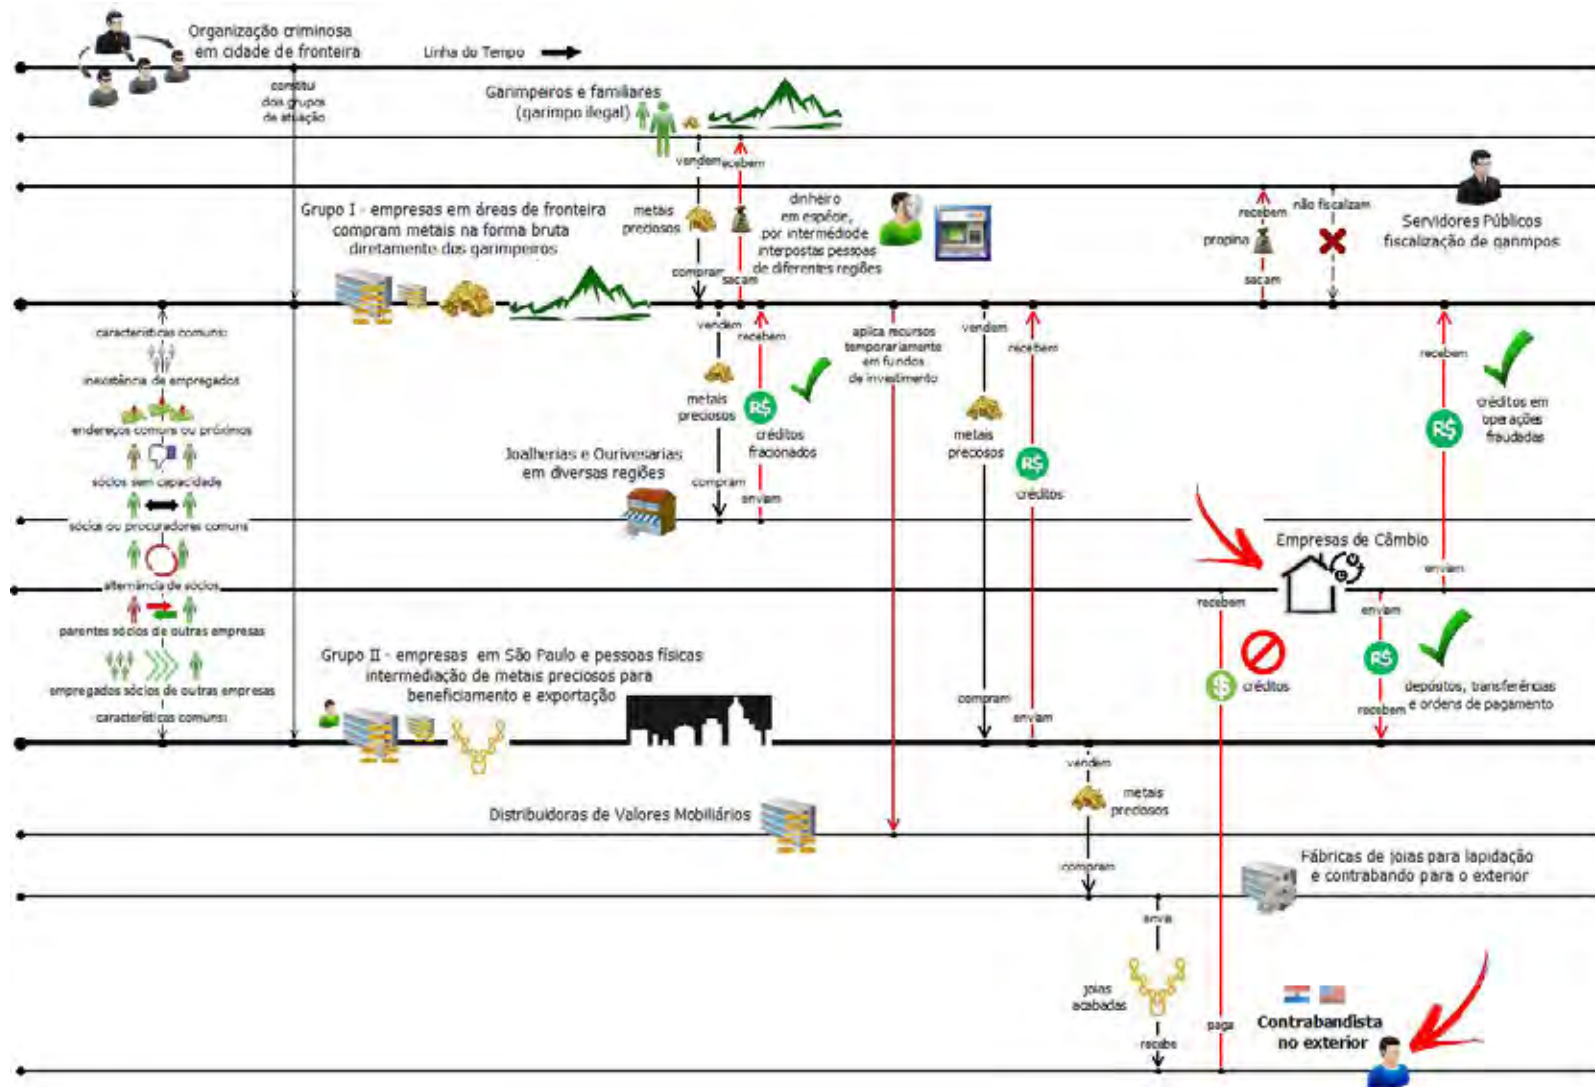 Organização criminosa
em cidade de fronteira
Linha do Tempo
constitui
dois grupos
de atuação
Garimpeiros e familiares
(garimpo ilegal)
vendem
recebem
Grupo I - empresas em áreas de fronteira
compram metais na forma bruta
diretamente dos garimpeiros
metais
preciosos
dinheiro
em espécie,
por intermédiode
interpostas pessoas
de diferentes regiões
compram
sacam
recebem
propina
sacam
não fiscalizam
Servidores Públicos
fiscalização de garimpos
características comuns:
inexistência de empregados
endereços comuns ou próximos
sócios sem capacidade
sócios ou procuradores comuns
alternância de sócios
parentes sócios de outras empresas
empregados sócios de outras empresas
características comuns:
vendem
recebem
metais
preciosos
R$
créditos
fracionados
compram
enviam
Joalherias e Ourivesarias
em diversas regiões
aplica recursos
temporariamente
em fundos
de investimento
vendem
recebem
metais
preciosos
R$
créditos
compram
enviam
recebem
R$
créditos em
operações
fraudadas
enviam
Empresas de Câmbio
recebem
$
créditos
enviam
R$
depósitos, transferências
e ordens de pagamento
recebem
Grupo II - empresas em São Paulo e pessoas físicas
intermediação de metais preciosos para
beneficiamento e exportação
vendem
metais
preciosos
compram
Distribuidoras de Valores Mobiliários
Fábricas de joias para lapidação
e contrabando para o exterior
envia
joias
acabadas
recebe
paga
Contrabandista
no exterior